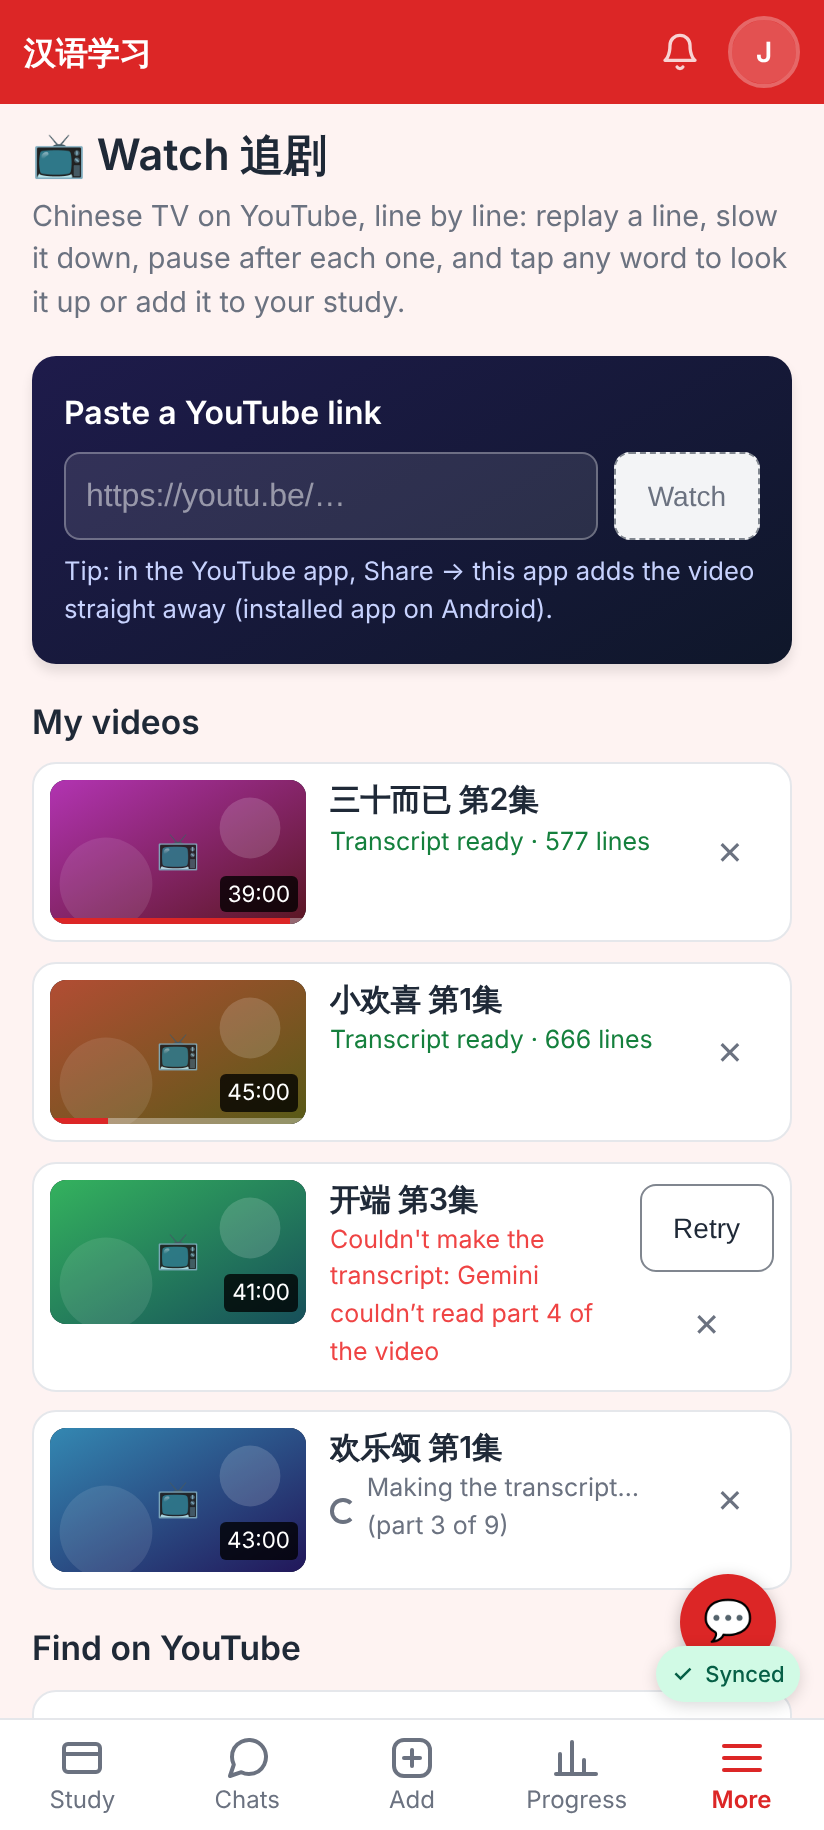 汉语学习
J
Watch 追剧
Chinese TV on YouTube, line by line: replay a line, slow
it down, pause after each one, and tap any word to look
it up or add it to your study.
Paste a YouTube link
https://youtu.be/…
Watch
Tip: in the YouTube app, Share → this app adds the video
straight away (installed app on Android).
My videos
三十而已 第2集
Transcript ready · 577 lines
39:00
小欢喜 第1集
Transcript ready · 666 lines
45:00
开端 第3集
Couldn't make the
transcript: Gemini
couldn’t read part 4 of
the video
Retry
41:00
欢乐颂 第1集
Making the transcript…
(part 3 of 9)
43:00
Find on YouTube
Synced
Study
Chats
Add
Progress
More